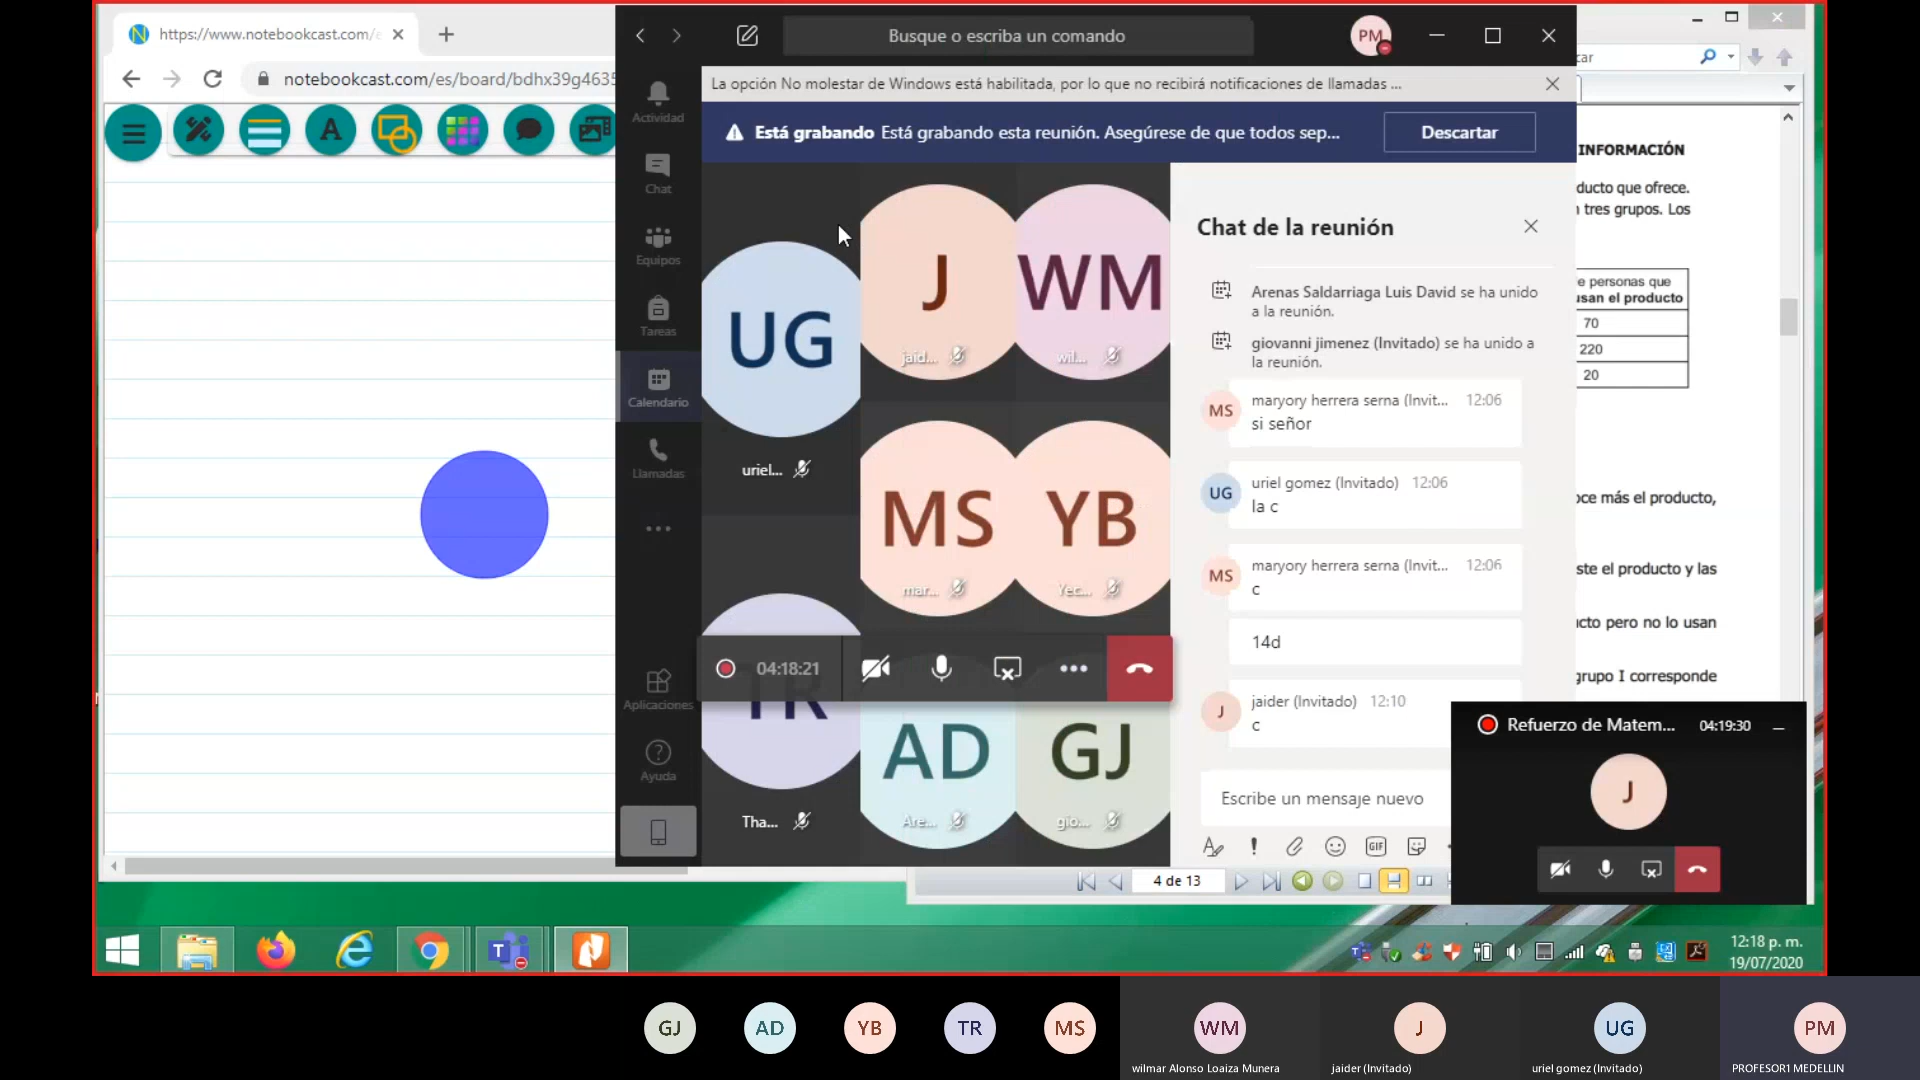 https://www.notebookcast.com/e
notebookcast.com/es/board/bdhx39g4635
A
Busque o escriba un comando
PM
La opción No molestar de Windows está habilitada, por lo que no recibirá notificaciones de llamadas ...
Está grabando Está grabando esta reunión. Asegúrese de que todos sep...
Descartar
Actividad
Chat
Equipos
Tareas
Calendario
Llamadas
Aplicaciones
Ayuda
UG
uriel...
J
jaid...
WM
wil...
MS
mar...
YB
Yec...
TR
Tha...
AD
Are...
GJ
gio...
04:18:21
Chat de la reunión
Arenas Saldarriaga Luis David se ha unido
a la reunión.
giovanni jimenez (Invitado) se ha unido a
la reunión.
MS
maryory herrera serna (Invit... 12:06
si señor
UG
uriel gomez (Invitado) 12:06
la c
MS
maryory herrera serna (Invit... 12:06
c
14d
J
jaider (Invitado) 12:10
c
Escribe un mensaje nuevo
GIF
car
INFORMACIÓN
ducto que ofrece.
tres grupos. Los
e personas que
usan el producto
70
220
20
oce más el producto,
ste el producto y las
cto pero no lo usan
grupo I corresponde
4 de 13
Refuerzo de Matem... 04:19:30
J
12:18 p. m.
19/07/2020
GJ
AD
YB
TR
MS
WM
wilmar Alonso Loaiza Munera
J
jaider (Invitado)
UG
uriel gomez (Invitado)
PM
PROFESOR1 MEDELLIN